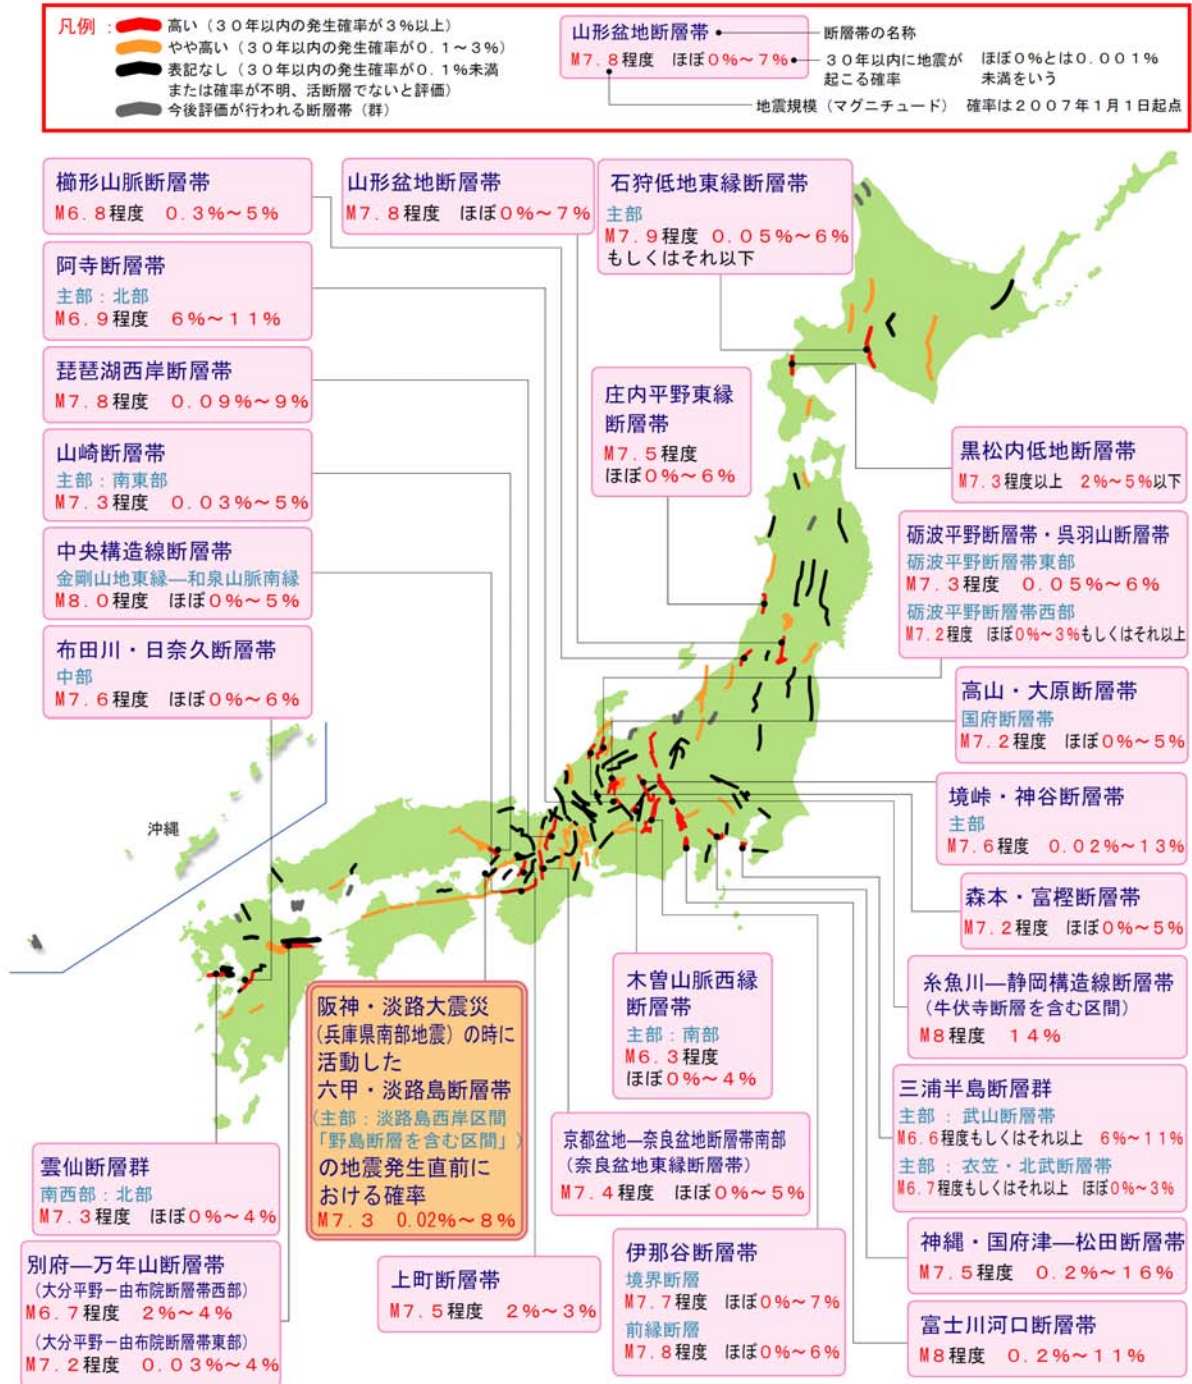 凡例：
高い（３０年以内の発生確率が３％以上）
やや高い（３０年以内の発生確率が０.１～３％）
表記なし（３０年以内の発生確率が０.１％未満
または確率が不明、活断層でないと評価）
今後評価が行われる断層帯（群）
山形盆地断層帯
M７.８程度　ほぼ０％～７％
断層帯の名称
３０年以内に地震が
起こる確率
ほぼ０％とは０.００１％
未満をいう
地震規模（マグニチュード）　確率は２００７年１月１日起点
櫛形山脈断層帯
M６.８程度　０.３％～５％
山形盆地断層帯
M７.８程度　ほぼ０％～７％
石狩低地東縁断層帯
主部
M７.９程度　０.０５％～６％
もしくはそれ以下
阿寺断層帯
主部：北部
M６.９程度　６％～１１％
琵琶湖西岸断層帯
M７.８程度　０.０９％～９％
庄内平野東縁
断層帯
M７.５程度
ほぼ０％～６％
山崎断層帯
主部：南東部
M７.３程度　０.０３％～５％
黒松内低地断層帯
M７.３程度以上　２％～５％以下
中央構造線断層帯
金剛山地東縁―和泉山脈南縁
M８.０程度　ほぼ０％～５％
砺波平野断層帯・呉羽山断層帯
砺波平野断層帯東部
M７.３程度　０.０５％～６％
砺波平野断層帯西部
M７.２程度　ほぼ０％～３％もしくはそれ以上
布田川・日奈久断層帯
中部
M７.６程度　ほぼ０％～６％
高山・大原断層帯
国府断層帯
M７.２程度　ほぼ０％～５％
境峠・神谷断層帯
主部
M７.６程度　０.０２％～１３％
沖縄
森本・富樫断層帯
M７.２程度　ほぼ０％～５％
木曽山脈西縁
断層帯
主部：南部
M６.３程度
ほぼ０％～４％
糸魚川―静岡構造線断層帯
（牛伏寺断層を含む区間）
M８程度　１４％
阪神・淡路大震災
（兵庫県南部地震）の時に
活動した
六甲・淡路島断層帯
（主部：淡路島西岸区間
「野島断層を含む区間」）
の地震発生直前に
おける確率
M７.３　0.02％～８％
三浦半島断層群
主部：武山断層帯
M６.６程度もしくはそれ以上　６％～１１％
主部：衣笠・北武断層帯
M６.７程度もしくはそれ以上　ほぼ０％～３％
京都盆地―奈良盆地断層帯南部
（奈良盆地東縁断層帯）
M７.４程度　ほぼ０％～５％
雲仙断層群
南西部：北部
M７.３程度　ほぼ０％～４％
神縄・国府津―松田断層帯
M７.５程度　０.２％～１６％
別府―万年山断層帯
（大分平野－由布院断層帯西部）
M６.７程度　２％～４％
（大分平野－由布院断層帯東部）
M７.２程度　０.０３％～４％
上町断層帯
M７.５程度　２％～３％
伊那谷断層帯
境界断層
M７.７程度　ほぼ０％～７％
前縁断層
M７.８程度　ほぼ０％～６％
富士川河口断層帯
M８程度　０.２％～１１％